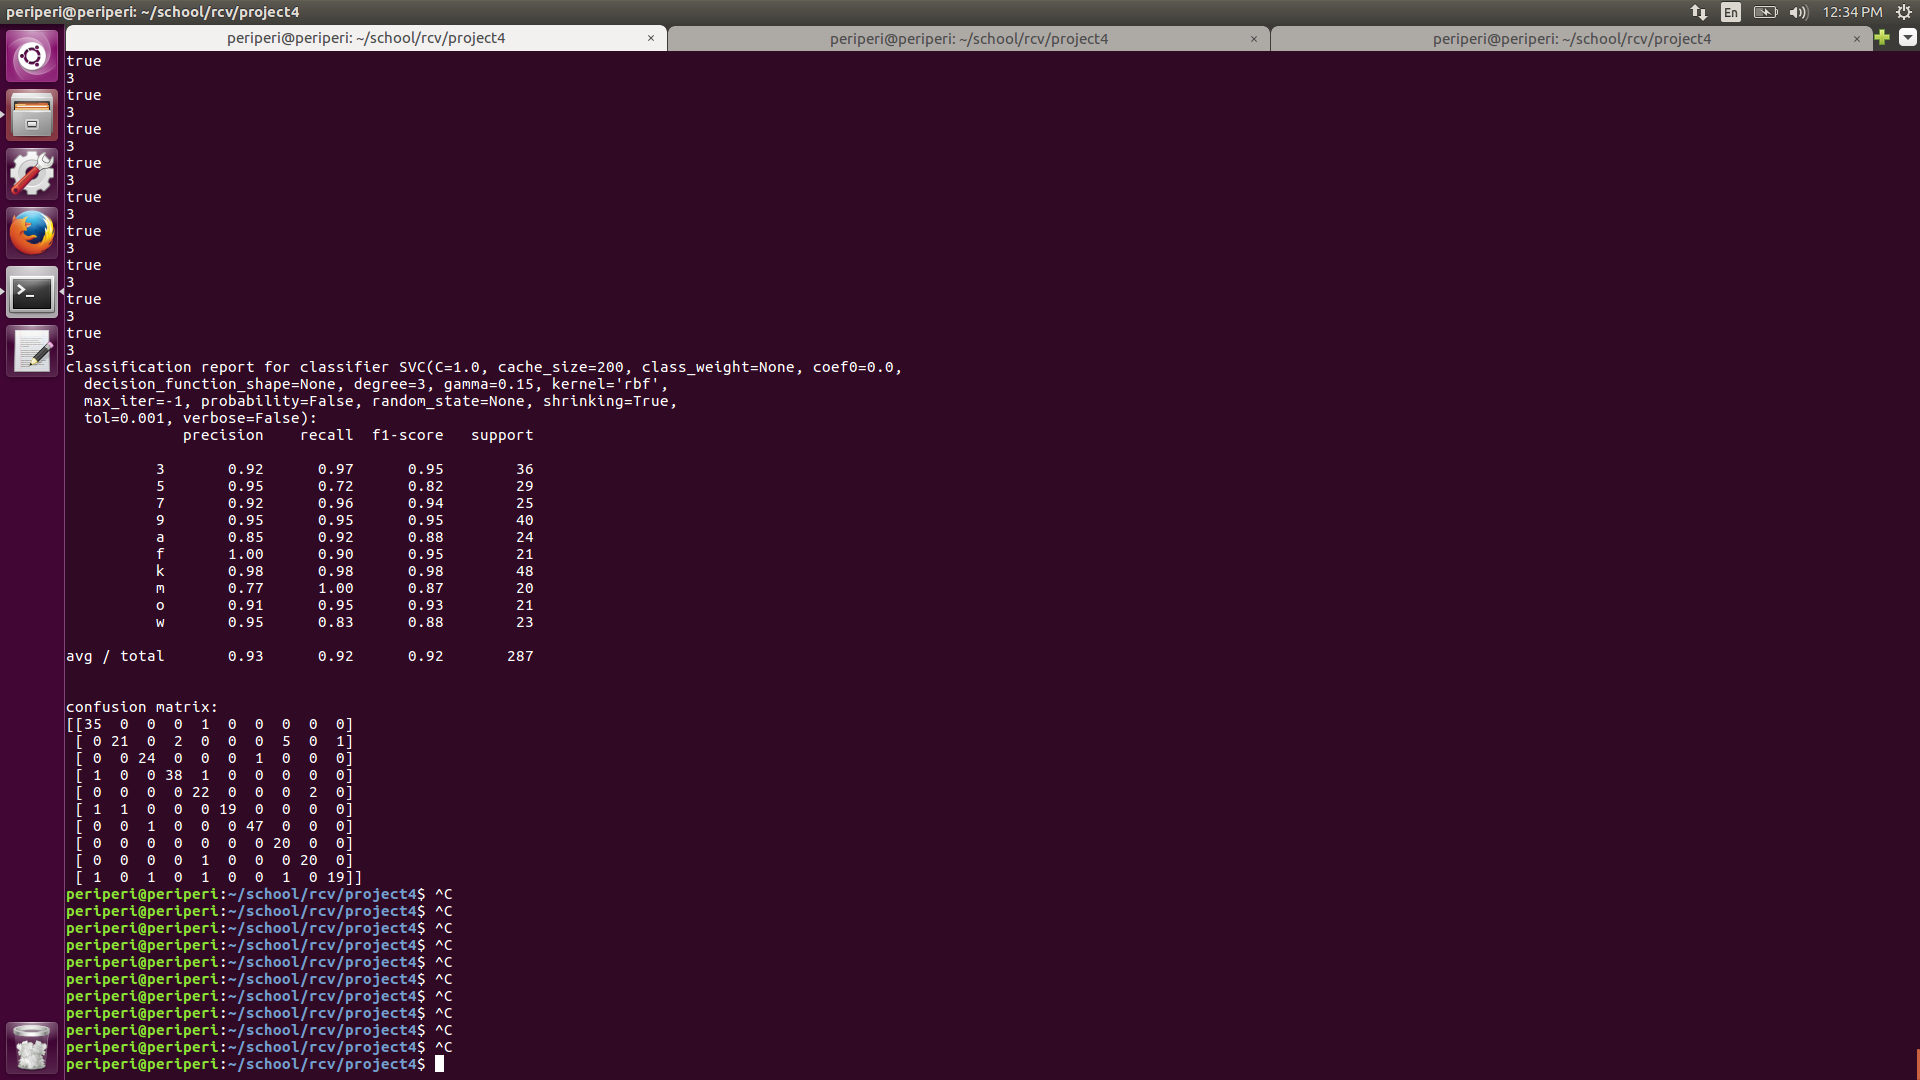 periperi@periperi: ~/school/rcv/project4
En
12:34 PM
periperi@periperi: ~/school/rcv/project4 ×
periperi@periperi: ~/school/rcv/project4 ×
periperi@periperi: ~/school/rcv/project4 ×
true
3
true
3
true
3
true
3
true
3
true
3
true
3
true
3
true
3
classification report for classifier SVC(C=1.0, cache_size=200, class_weight=None, coef0=0.0,
  decision_function_shape=None, degree=3, gamma=0.15, kernel='rbf',
  max_iter=-1, probability=False, random_state=None, shrinking=True,
  tol=0.001, verbose=False):
             precision    recall  f1-score   support
          3       0.92      0.97      0.95        36
          5       0.95      0.72      0.82        29
          7       0.92      0.96      0.94        25
          9       0.95      0.95      0.95        40
          a       0.85      0.92      0.88        24
          f       1.00      0.90      0.95        21
          k       0.98      0.98      0.98        48
          m       0.77      1.00      0.87        20
          o       0.91      0.95      0.93        21
          w       0.95      0.83      0.88        23
avg / total       0.93      0.92      0.92       287
confusion matrix:
[[35  0  0  0  1  0  0  0  0  0]
 [ 0 21  0  2  0  0  0  5  0  1]
 [ 0  0 24  0  0  0  1  0  0  0]
 [ 1  0  0 38  1  0  0  0  0  0]
 [ 0  0  0  0 22  0  0  0  2  0]
 [ 1  1  0  0  0 19  0  0  0  0]
 [ 0  0  1  0  0  0 47  0  0  0]
 [ 0  0  0  0  0  0  0 20  0  0]
 [ 0  0  0  0  1  0  0  0 20  0]
 [ 1  0  1  0  1  0  0  1  0 19]]
periperi@periperi:~/school/rcv/project4$ ^C
periperi@periperi:~/school/rcv/project4$ ^C
periperi@periperi:~/school/rcv/project4$ ^C
periperi@periperi:~/school/rcv/project4$ ^C
periperi@periperi:~/school/rcv/project4$ ^C
periperi@periperi:~/school/rcv/project4$ ^C
periperi@periperi:~/school/rcv/project4$ ^C
periperi@periperi:~/school/rcv/project4$ ^C
periperi@periperi:~/school/rcv/project4$ ^C
periperi@periperi:~/school/rcv/project4$ ^C
periperi@periperi:~/school/rcv/project4$